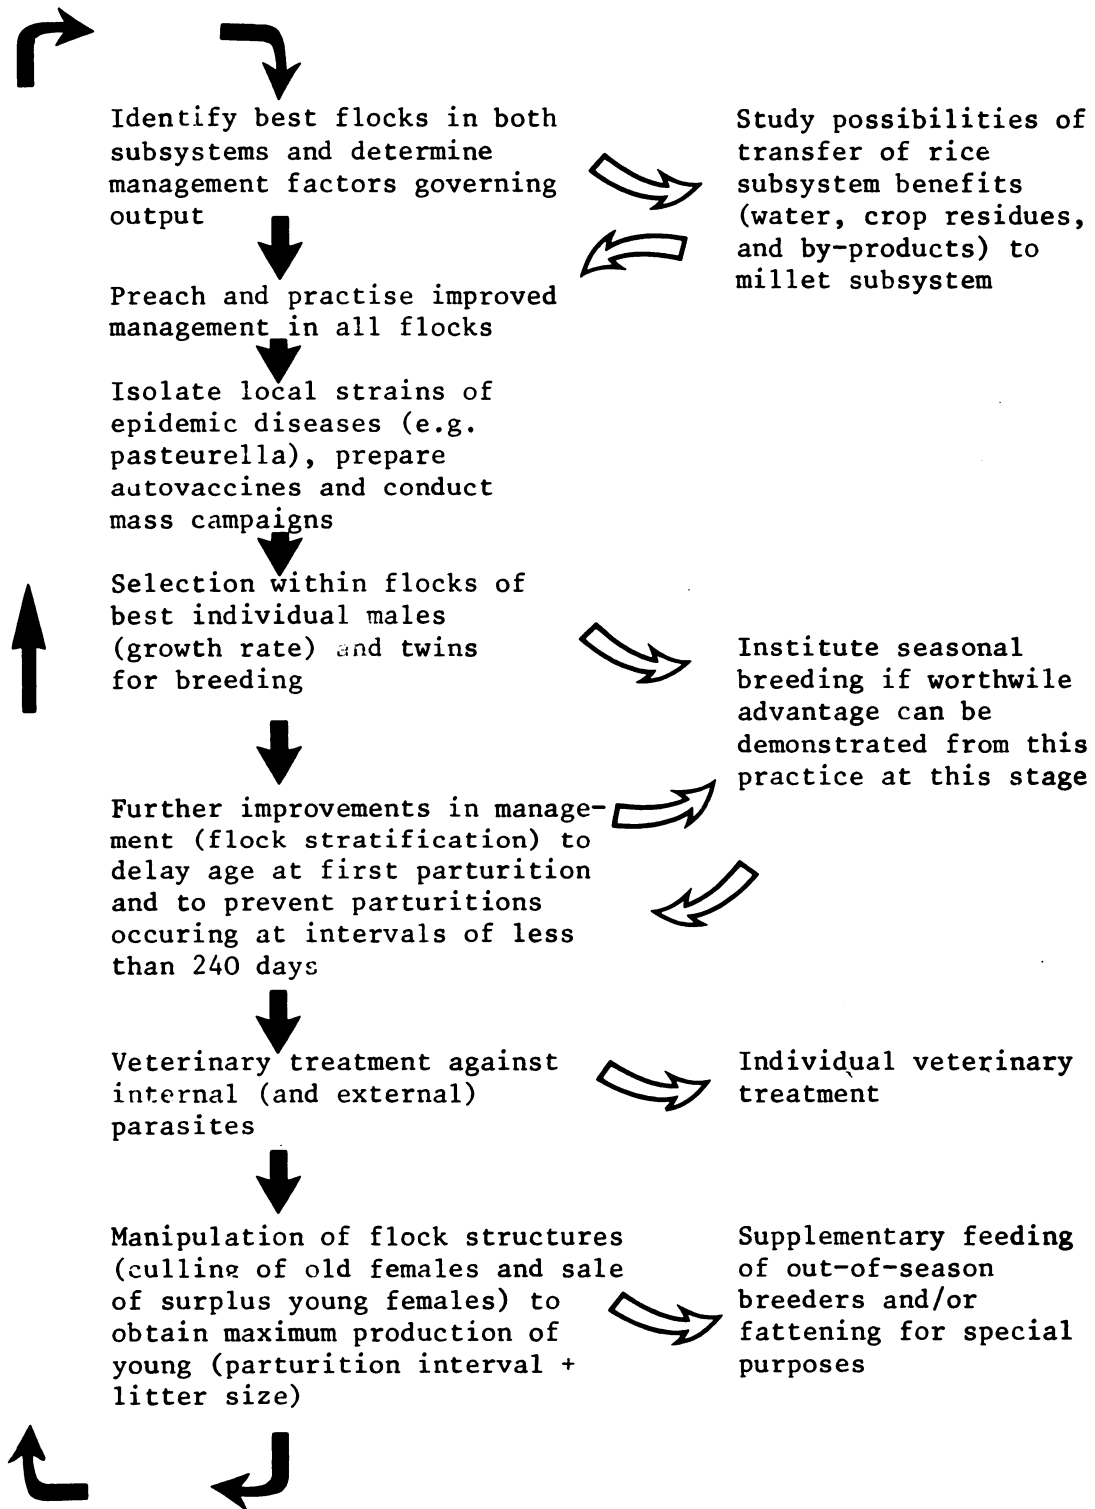 Identify best flocks in both
subsystems and determine
management factors governing
output
Study possibilities of
transfer of rice
subsystem benefits
(water, crop residues,
and by-products) to
millet subsystem
Preach and practise improved
management in all flocks
Isolate local strains of
epidemic diseases (e.g.
pasteurella), prepare
autovaccines and conduct
mass campaigns
Selection within flocks of
best individual males
(growth rate) and twins
for breeding
Institute seasonal
breeding if worthwile
advantage can be
demonstrated from this
practice at this stage
Further improvements in manage-
ment (flock stratification) to
delay age at first parturition
and to prevent parturitions
occuring at intervals of less
than 240 days
Veterinary treatment against
internal (and external)
parasites
Individual veterinary
treatment
Manipulation of flock structures
(culling of old females and sale
of surplus young females) to
obtain maximum production of
young (parturition interval +
litter size)
Supplementary feeding
of out-of-season
breeders and/or
fattening for special
purposes